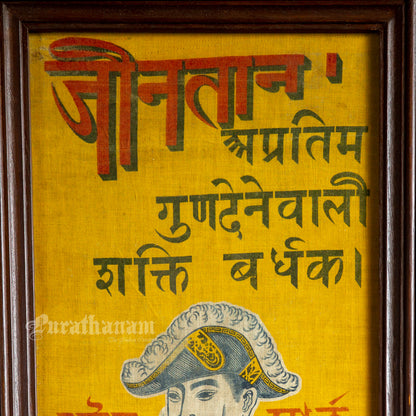 जीनतान।
अप्रतिम
गुणदेनेवाली
शक्ति बर्धक।
Purathanam